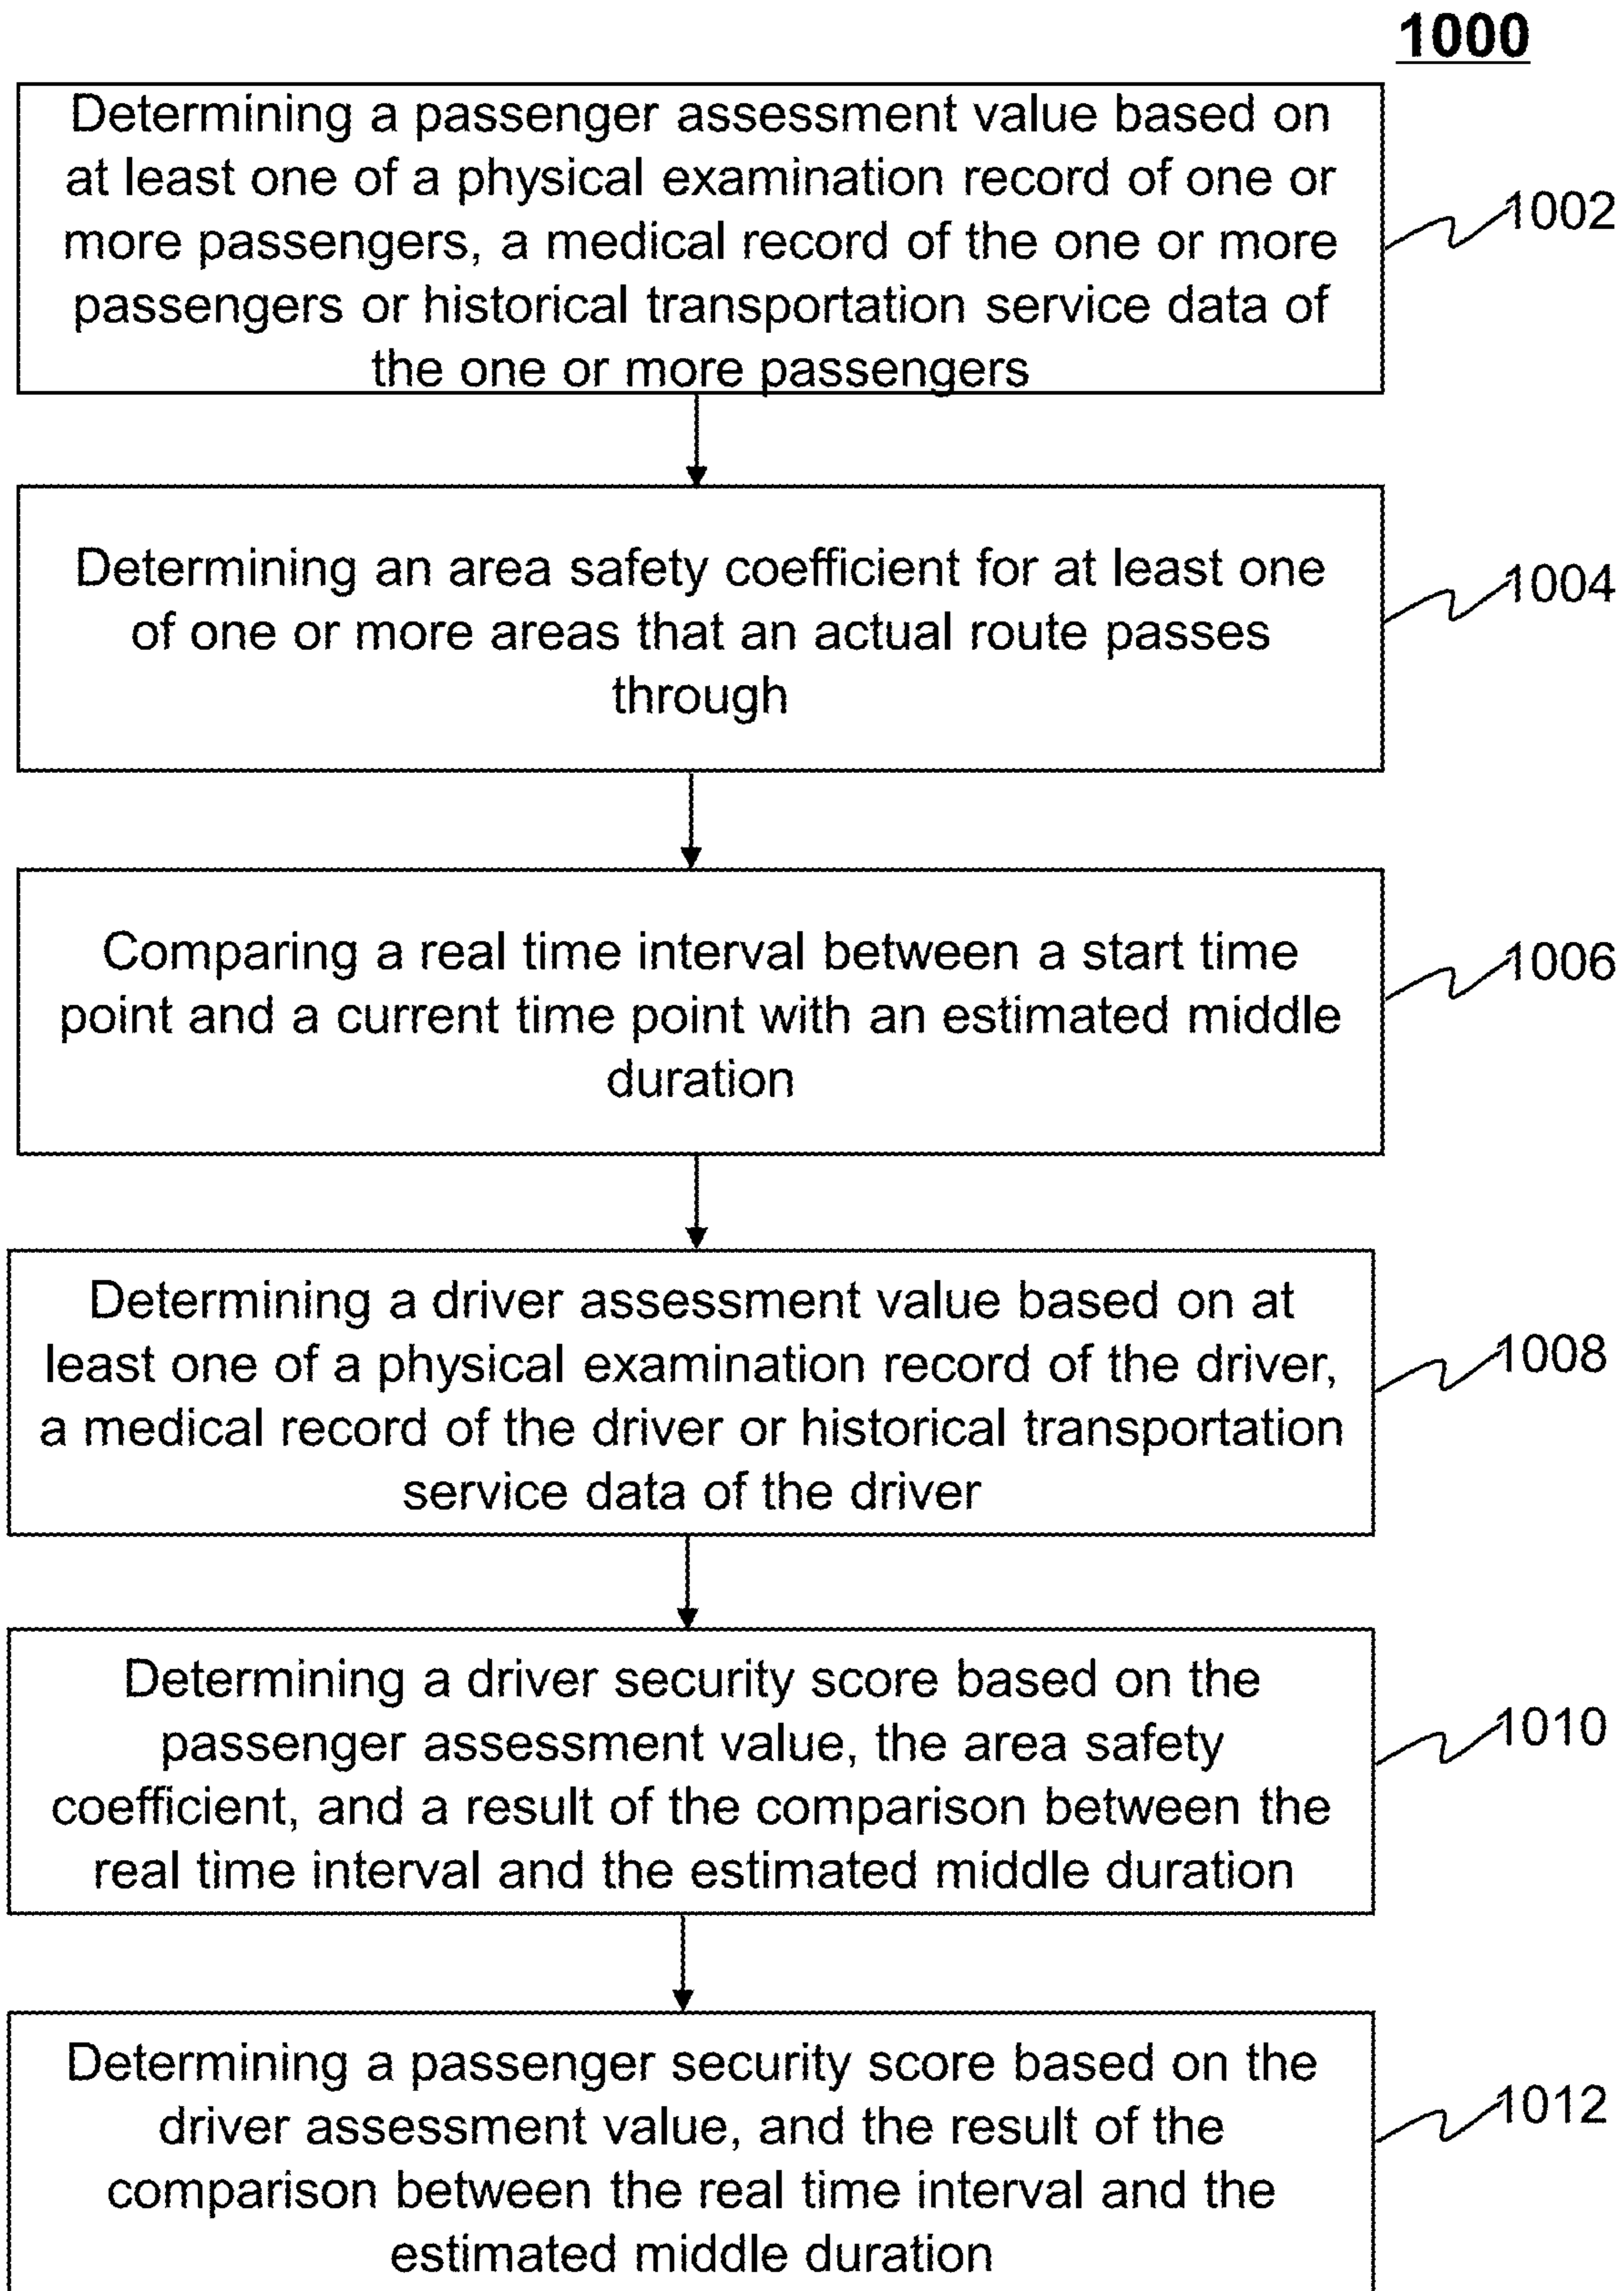 1000
Determining a passenger assessment value based on
at least one of a physical examination record of one or
more passengers, a medical record of the one or more
passengers or historical transportation service data of
the one or more passengers
1002
Determining an area safety coefficient for at least one
of one or more areas that an actual route passes
through
1004
Comparing a real time interval between a start time
point and a current time point with an estimated middle
duration
1006
Determining a driver assessment value based on at
least one of a physical examination record of the driver,
a medical record of the driver or historical transportation
service data of the driver
1008
Determining a driver security score based on the
passenger assessment value, the area safety
coefficient, and a result of the comparison between the
real time interval and the estimated middle duration
1010
Determining a passenger security score based on the
driver assessment value, and the result of the
comparison between the real time interval and the
estimated middle duration
1012